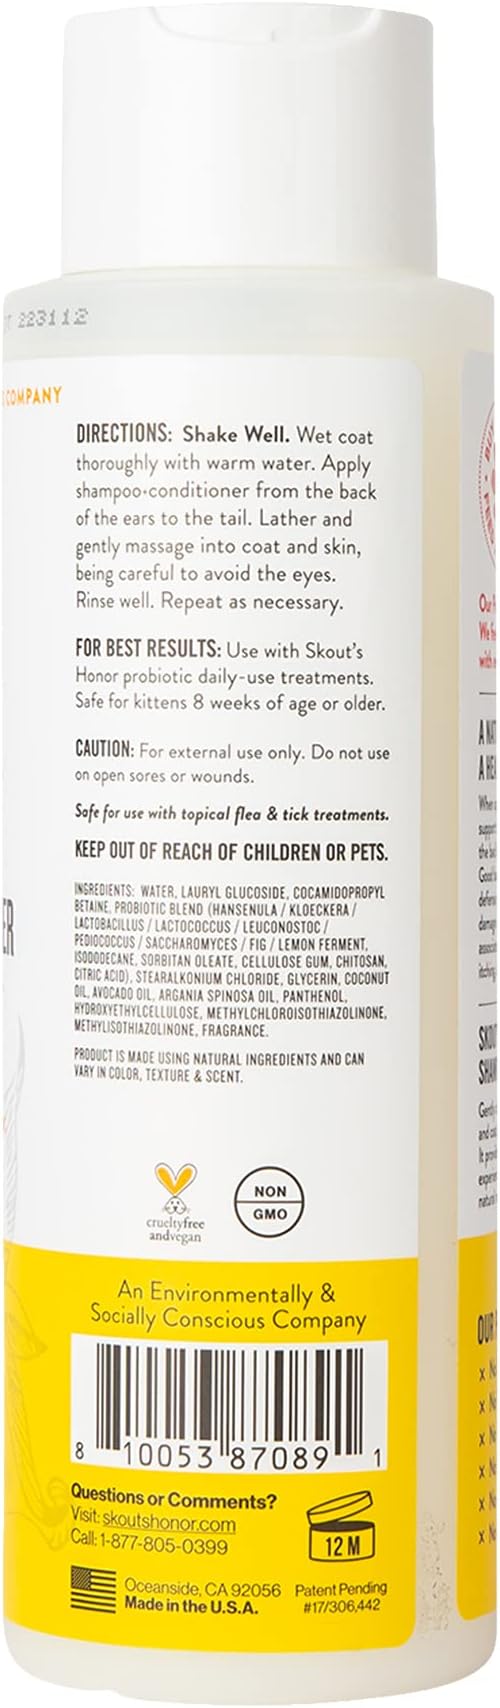 223112
COMPANY
DIRECTIONS: Shake Well. Wet coat
thoroughly with warm water. Apply
shampoo+conditioner from the back
of the ears to the tail. Lather and
gently massage into coat and skin,
being careful to avoid the eyes.
Rinse well. Repeat as necessary.
FOR BEST RESULTS: Use with Skout's
Honor probiotic daily-use treatments.
Safe for kittens 8 weeks of age or older.
CAUTION: For external use only. Do not use
on open sores or wounds.
Safe for use with topical flea & tick treatments.
KEEP OUT OF REACH OF CHILDREN OR PETS.
INGREDIENTS: WATER, LAURYL GLUCOSIDE, COCAMIDOPROPYL
BETAINE, PROBIOTIC BLEND (HANSENULA / KLOECKERA /
LACTOBACILLUS / LACTOCOCCUS / LEUCONOSTOC /
PEDIOCOCCUS / SACCHAROMYCES / FIG / LEMON FERMENT,
ISODODECANE, SORBITAN OLEATE, CELLULOSE GUM, CHITOSAN,
CITRIC ACID), STEARALKONIUM CHLORIDE, GLYCERIN, COCONUT
OIL, AVOCADO OIL, ARGANIA SPINOSA OIL, PANTHENOL,
HYDROXYETHYLCELLULOSE, METHYLCHLOROISOTHIAZOLINONE,
METHYLISOTHIAZOLINONE, FRAGRANCE.
PRODUCT IS MADE USING NATURAL INGREDIENTS AND CAN
VARY IN COLOR, TEXTURE & SCENT.
crueltyfree
andvegan
NON
GMO
An Environmentally &
Socially Conscious Company
8 10053 87089 1
Questions or Comments?
Visit: skoutshonor.com
Call: 1-877-805-0399
12 M
Oceanside, CA 92056
Made in the U.S.A.
Patent Pending
#17/306,442